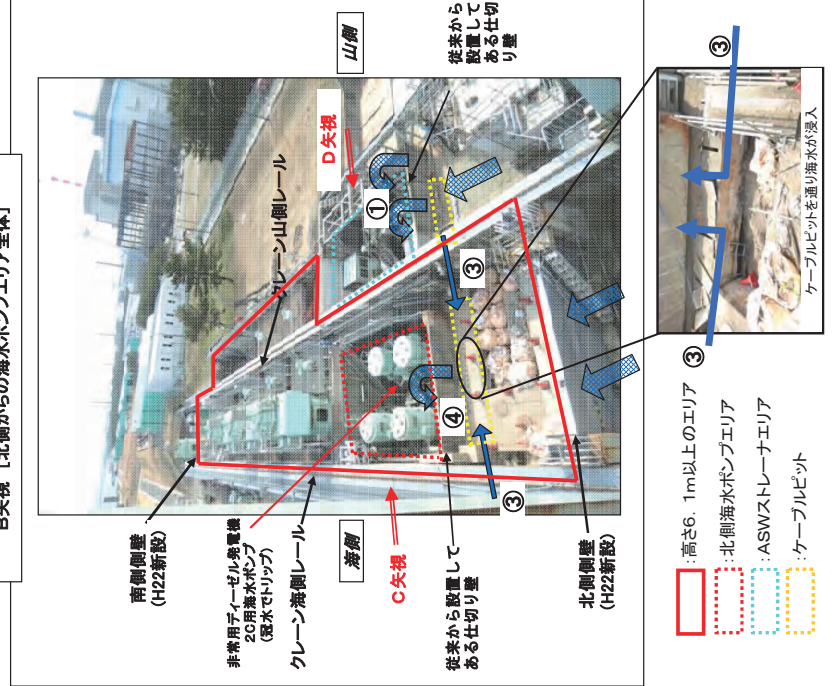 B矢視 [北側からの海水ポンプエリア全体]
山側
従来から
設置して
ある仕切
り壁
D矢視
クレーン山側レール
①
③
④
③
南側側壁
(H22新設)
非常用ディーゼル発電機
2C用海水ポンプ
(冠水でトリップ)
クレーン海側レール
海側
C矢視
従来から設置して
ある仕切り壁
北側側壁
(H22新設)
③
③
ケーブルピットを通り海水が浸入
:高さ6.1m以上のエリア
:北側海水ポンプエリア
:ASWストレーナエリア
:ケーブルピット